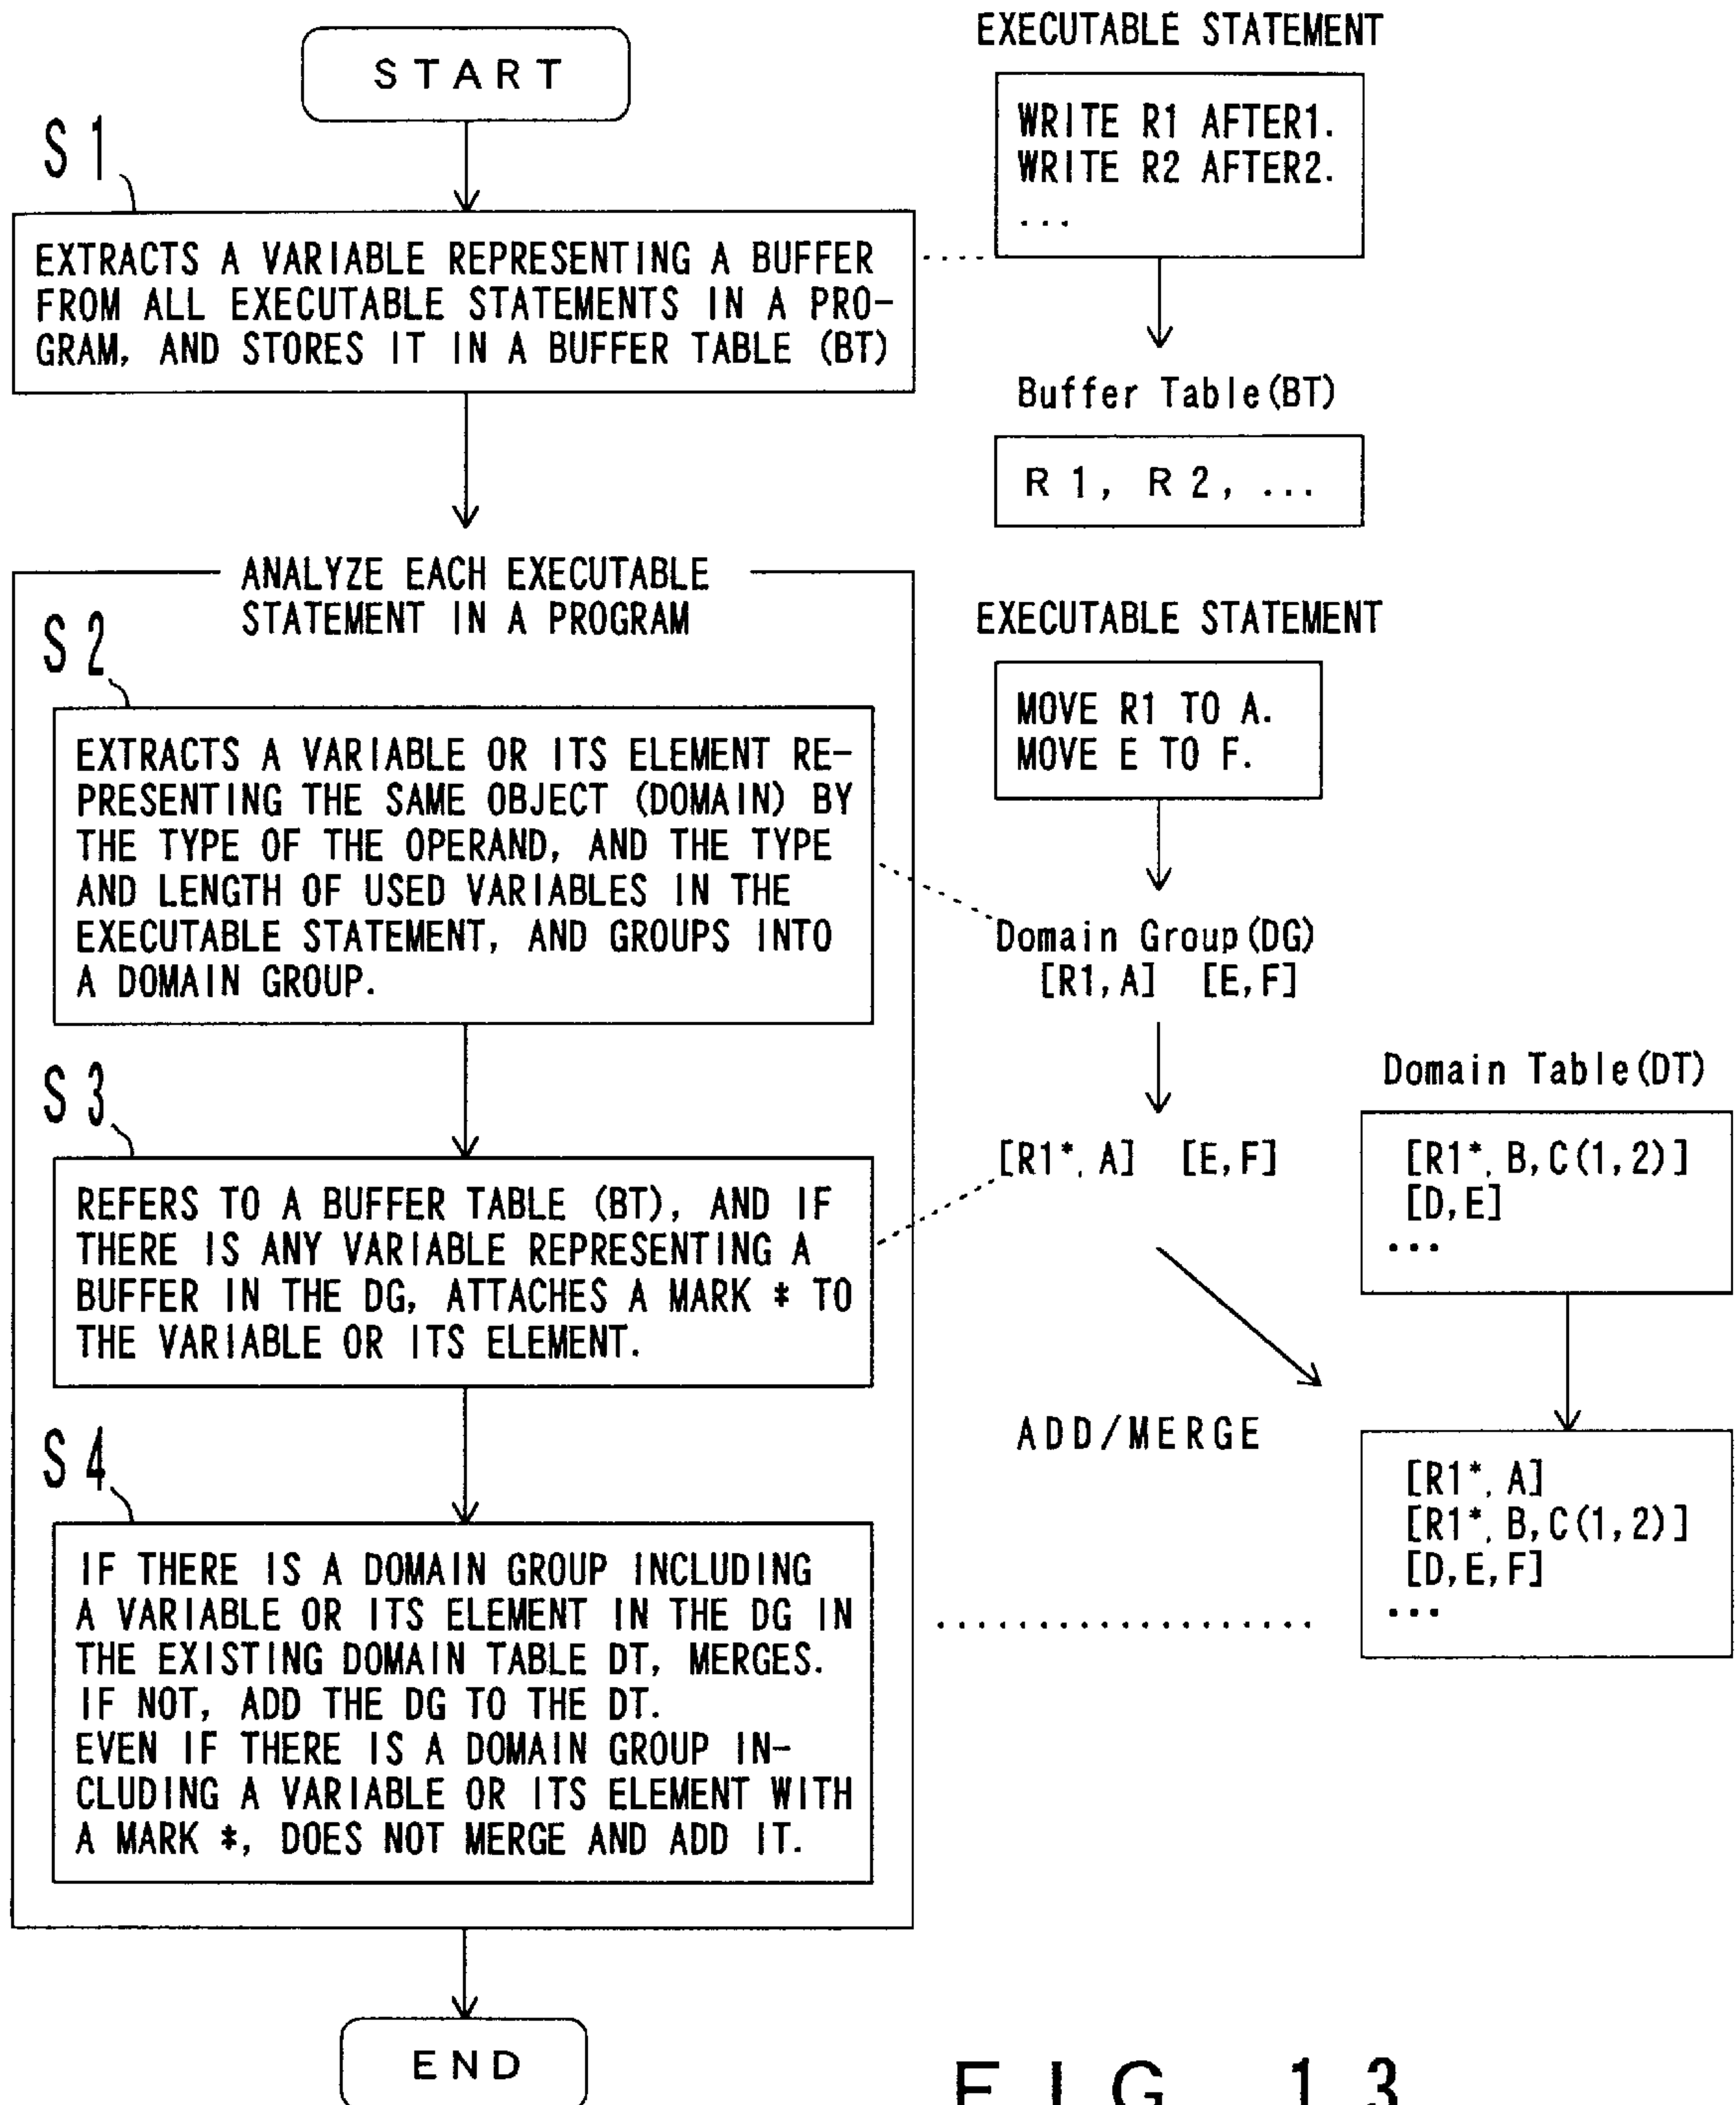 START
S1
EXTRACTS A VARIABLE REPRESENTING A BUFFER
FROM ALL EXECUTABLE STATEMENTS IN A PRO-
GRAM, AND STORES IT IN A BUFFER TABLE (BT)
EXECUTABLE STATEMENT
WRITE R1 AFTER1.
WRITE R2 AFTER2.
...
Buffer Table(BT)
R1, R2, ...
ANALYZE EACH EXECUTABLE
STATEMENT IN A PROGRAM
S2
EXTRACTS A VARIABLE OR ITS ELEMENT RE-
PRESENTING THE SAME OBJECT (DOMAIN) BY
THE TYPE OF THE OPERAND, AND THE TYPE
AND LENGTH OF USED VARIABLES IN THE
EXECUTABLE STATEMENT, AND GROUPS INTO
A DOMAIN GROUP.
EXECUTABLE STATEMENT
MOVE R1 TO A.
MOVE E TO F.
Domain Group(DG)
[R1,A] [E,F]
S3
REFERS TO A BUFFER TABLE (BT), AND IF
THERE IS ANY VARIABLE REPRESENTING A
BUFFER IN THE DG, ATTACHES A MARK * TO
THE VARIABLE OR ITS ELEMENT.
[R1*, A] [E,F]
Domain Table(DT)
[R1*, B,C(1,2)]
[D,E]
...
S4
IF THERE IS A DOMAIN GROUP INCLUDING
A VARIABLE OR ITS ELEMENT IN THE DG IN
THE EXISTING DOMAIN TABLE DT, MERGES.
IF NOT, ADD THE DG TO THE DT.
EVEN IF THERE IS A DOMAIN GROUP IN-
CLUDING A VARIABLE OR ITS ELEMENT WITH
A MARK *, DOES NOT MERGE AND ADD IT.
ADD/MERGE
[R1*, A]
[R1*, B,C(1,2)]
[D,E,F]
...
END
FIG. 13